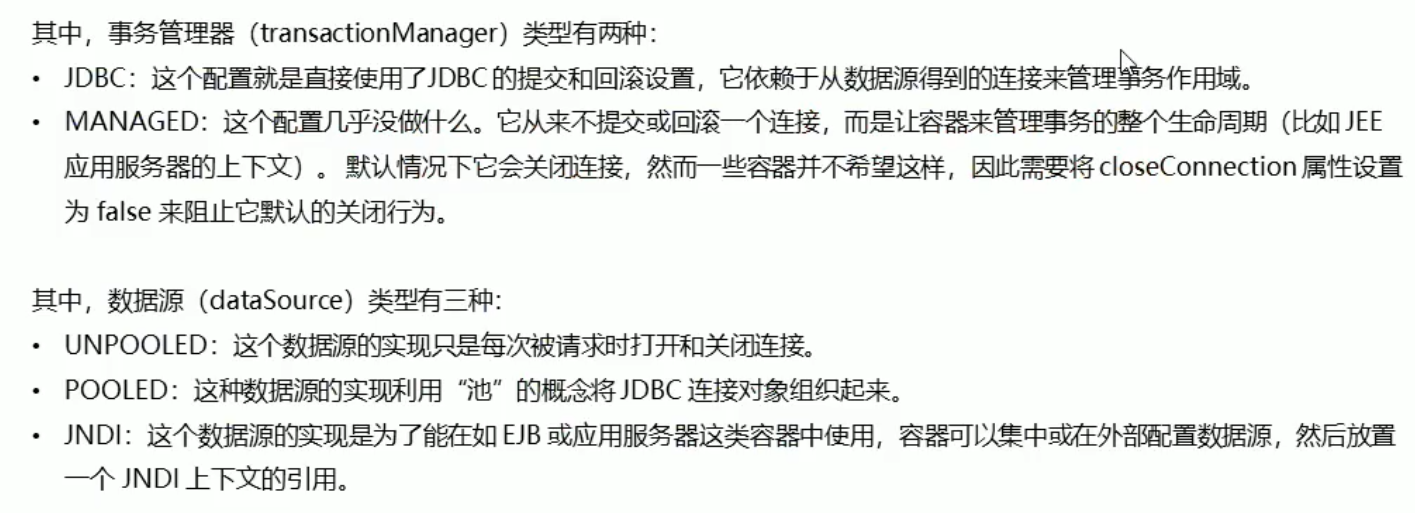 其中，事务管理器（transactionManager）类型有两种：
• JDBC：这个配置就是直接使用了JDBC 的提交和回滚设置，它依赖于从数据源得到的连接来管理事务作用域。
• MANAGED：这个配置几乎没做什么。它从来不提交或回滚一个连接，而是让容器来管理事务的整个生命周期（比如 JEE
应用服务器的上下文）。 默认情况下它会关闭连接，然而一些容器并不希望这样，因此需要将 closeConnection 属性设置
为 false 来阻止它默认的关闭行为。
其中，数据源（dataSource）类型有三种：
• UNPOOLED：这个数据源的实现只是每次被请求时打开和关闭连接。
• POOLED：这种数据源的实现利用“池”的概念将 JDBC 连接对象组织起来。
• JNDI：这个数据源的实现是为了能在如 EJB 或应用服务器这类容器中使用，容器可以集中或在外部配置数据源，然后放置
一个 JNDI 上下文的引用。